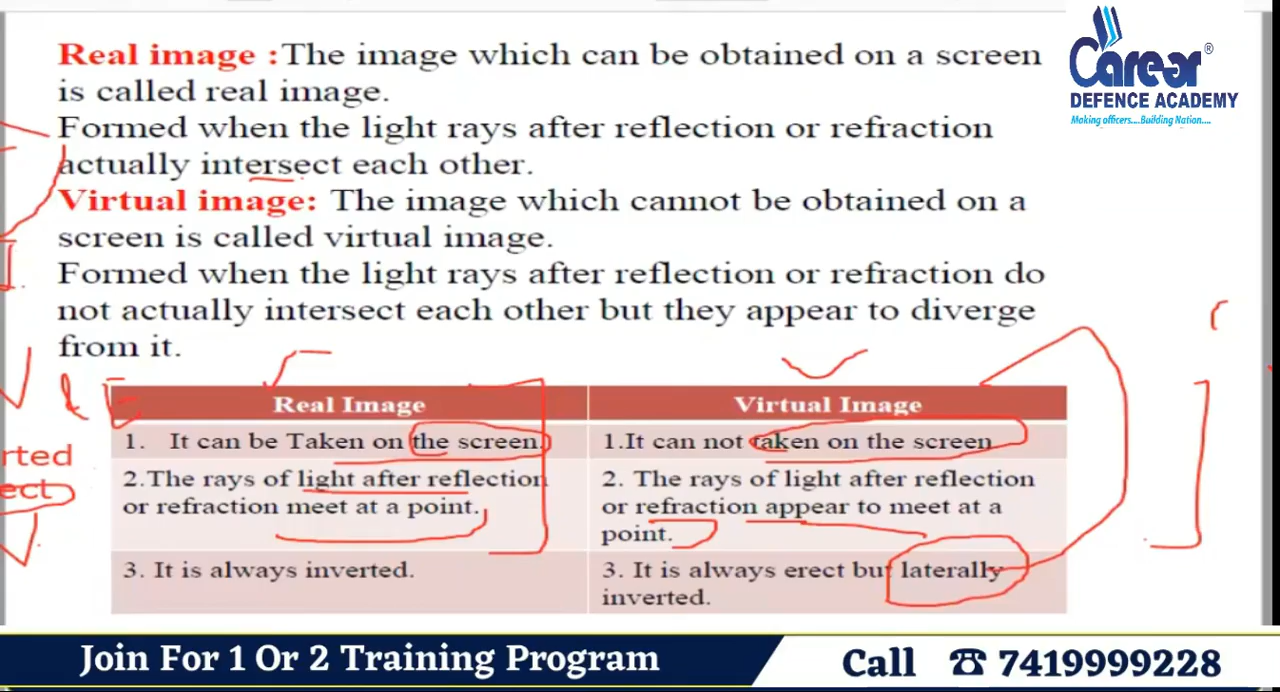 Real image :The image which can be obtained on a screen
is called real image.
Formed when the light rays after reflection or refraction
actually intersect each other.
Virtual image: The image which cannot be obtained on a
screen is called virtual image.
Formed when the light rays after reflection or refraction do
not actually intersect each other but they appear to diverge
from it.
Carear®
DEFENCE ACADEMY
Making officers....Building Nation....
rted
ect
Real Image
1. It can be Taken on the screen.
2.The rays of light after reflection
or refraction meet at a point.
3. It is always inverted.
Virtual Image
1.It can not taken on the screen
2. The rays of light after reflection
or refraction appear to meet at a
point.
3. It is always erect but laterally
inverted.
Join For 1 Or 2 Training Program
Call ☎ 7419999228